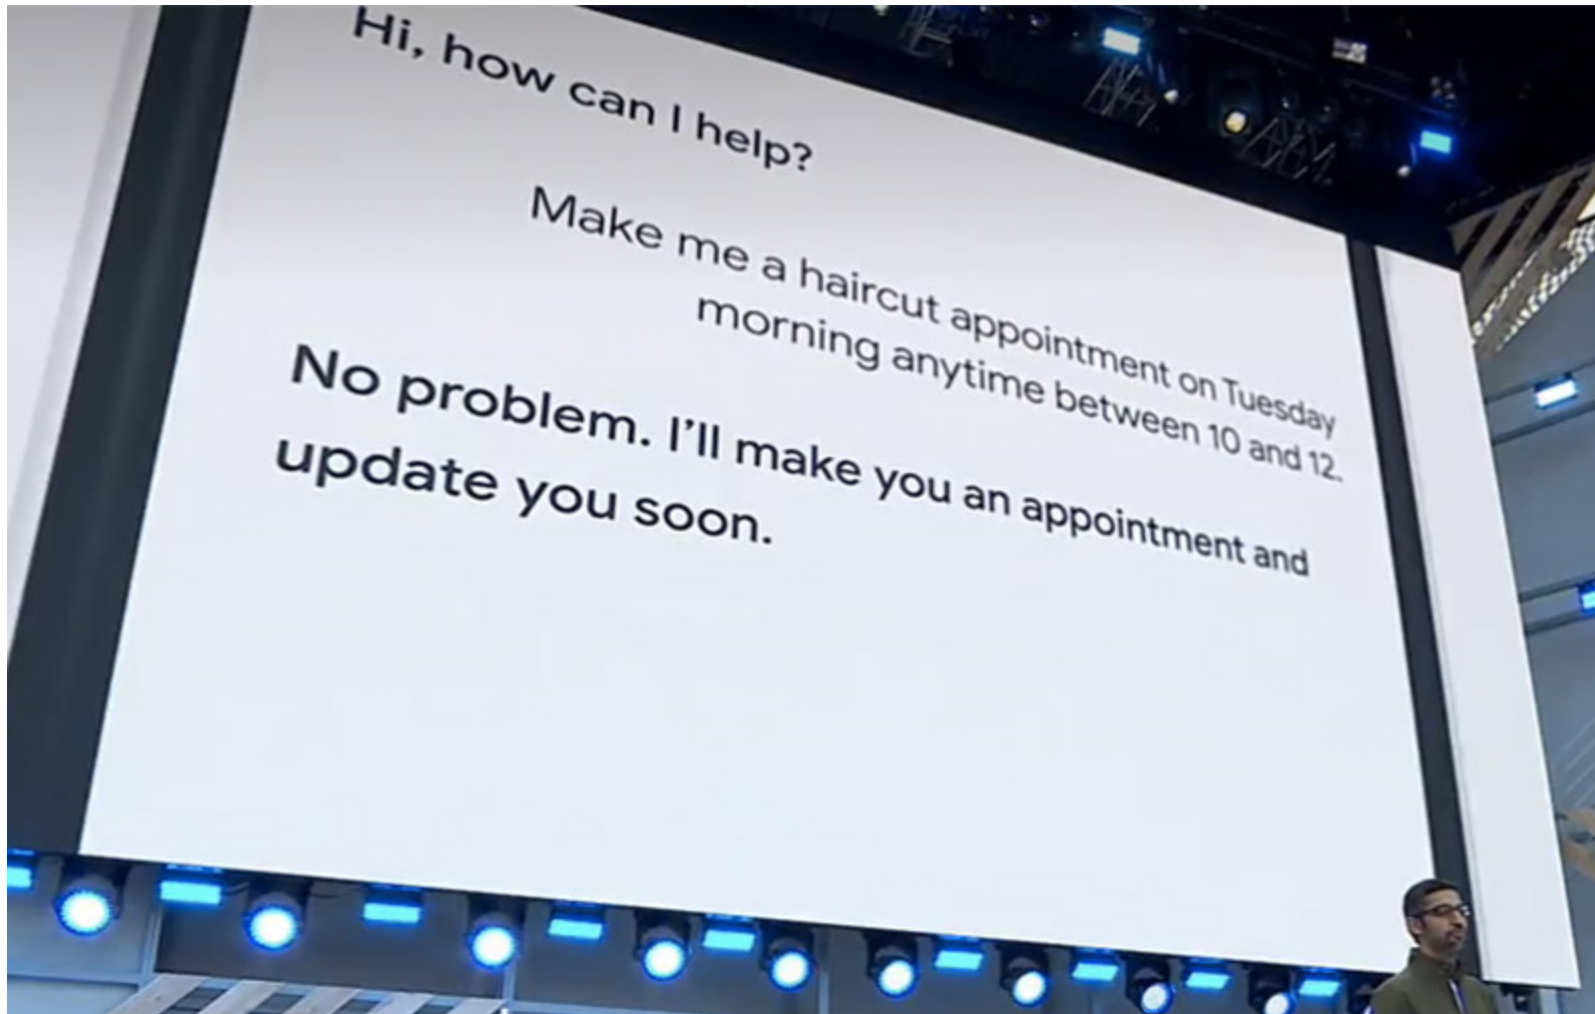 Hi, how can I help?
Make me a haircut appointment on Tuesday
morning anytime between 10 and 12.
No problem. I'll make you an appointment and
update you soon.